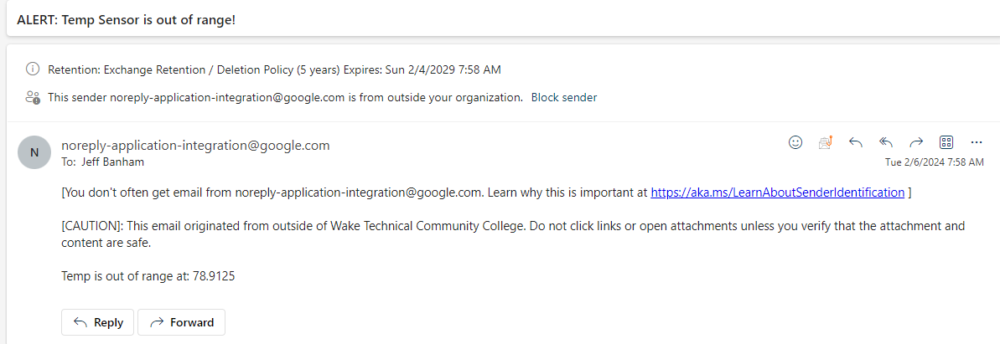 ALERT: Temp Sensor is out of range!
Retention: Exchange Retention / Deletion Policy (5 years) Expires: Sun 2/4/2029 7:58 AM
This sender noreply-application-integration@google.com is from outside your organization. Block sender
N
noreply-application-integration@google.com
To: Jeff Banham
Tue 2/6/2024 7:58 AM
[You don't often get email from noreply-application-integration@google.com. Learn why this is important at https://aka.ms/LearnAboutSenderIdentification ]
[CAUTION]: This email originated from outside of Wake Technical Community College. Do not click links or open attachments unless you verify that the attachment and
content are safe.
Temp is out of range at: 78.9125
Reply Forward